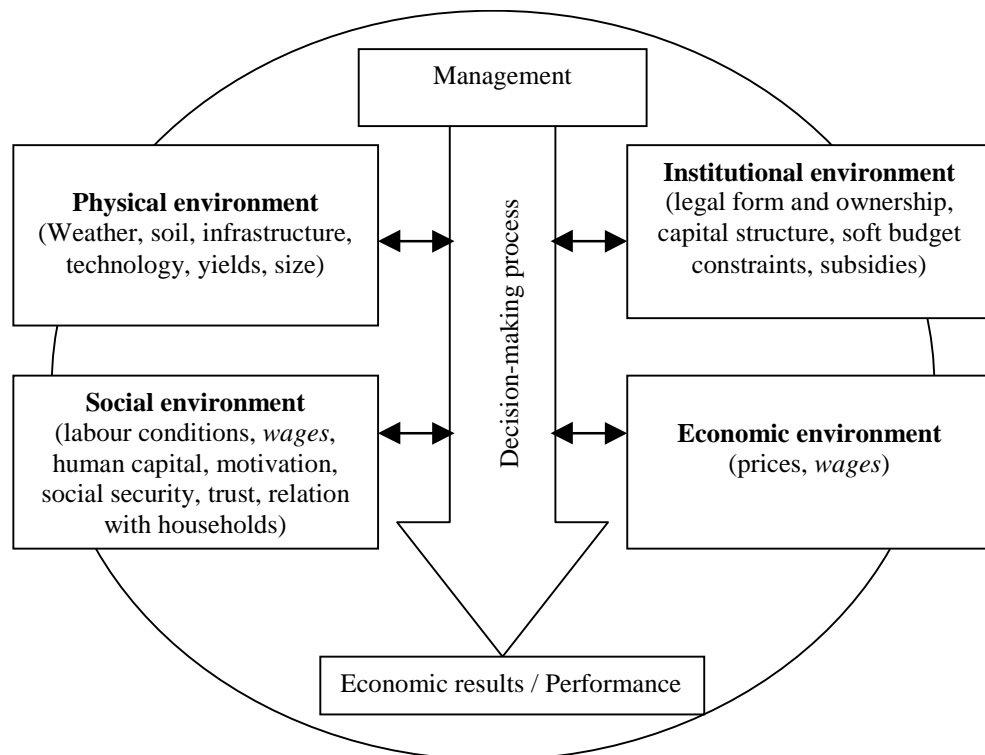 Management
Physical environment
(Weather, soil, infrastructure,
technology, yields, size)
Institutional environment
(legal form and ownership,
capital structure, soft budget
constraints, subsidies)
Decision-making process
Social environment
(labour conditions, wages,
human capital, motivation,
social security, trust, relation
with households)
Economic environment
(prices, wages)
Economic results / Performance